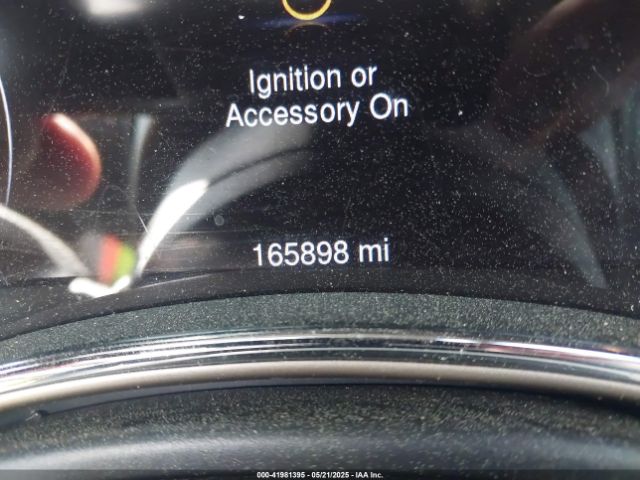 Ignition or
Accessory On
165898 mi
000-41981395 - 05/21/2025 - IAA Inc.